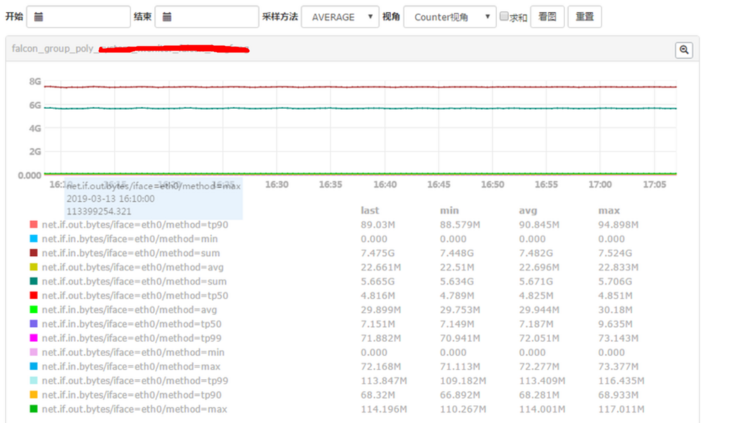 开始 结束 采样方法 AVERAGE 视角 Counter视角 求和 看图 重置
falcon_group_poly_
8G
6G
4G
2G
0.000
16:30 16:35 16:40 16:45 16:50 16:55 17:00 17:05
net.if.out.bytes/iface=eth0/method=max
2019-03-13 16:10:00
113399254.321
last min avg max
net.if.out.bytes/iface=eth0/method=tp90 89.03M 88.579M 90.845M 94.898M
net.if.in.bytes/iface=eth0/method=min 0.000 0.000 0.000 0.000
net.if.out.bytes/iface=eth0/method=sum 7.475G 7.448G 7.482G 7.524G
net.if.in.bytes/iface=eth0/method=avg 22.661M 22.51M 22.696M 22.833M
net.if.in.bytes/iface=eth0/method=sum 5.665G 5.634G 5.671G 5.706G
net.if.in.bytes/iface=eth0/method=tp50 4.816M 4.789M 4.825M 4.851M
net.if.out.bytes/iface=eth0/method=avg 29.899M 29.753M 29.944M 30.18M
net.if.out.bytes/iface=eth0/method=tp50 7.151M 7.149M 7.187M 9.635M
net.if.in.bytes/iface=eth0/method=tp99 71.882M 70.941M 72.051M 73.143M
net.if.out.bytes/iface=eth0/method=min 0.000 0.000 0.000 0.000
net.if.in.bytes/iface=eth0/method=max 72.168M 71.113M 72.277M 73.377M
net.if.out.bytes/iface=eth0/method=tp99 113.847M 109.182M 113.409M 116.435M
net.if.in.bytes/iface=eth0/method=tp90 68.32M 66.892M 68.281M 68.933M
net.if.out.bytes/iface=eth0/method=max 114.196M 110.267M 114.001M 117.011M